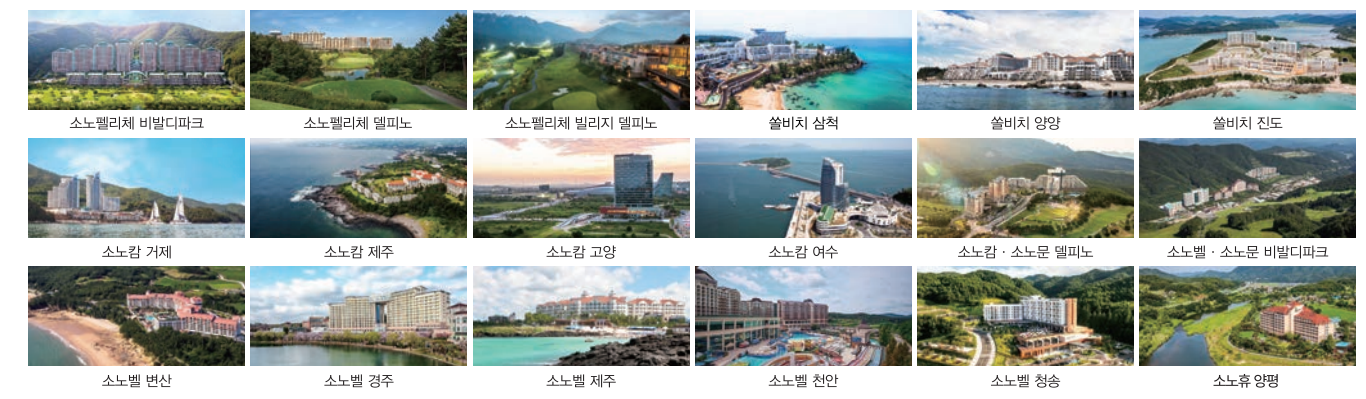 소노펠리체 비발디파크
소노펠리체 델피노
소노펠리체 빌리지 델피노
쏠비치 삼척
쏠비치 양양
쏠비치 진도
소노캄 거제
소노캄 제주
소노캄 고양
소노캄 여수
소노캄 · 소노문 델피노
소노벨 · 소노문 비발디파크
소노벨 변산
소노벨 경주
소노벨 제주
소노벨 천안
소노벨 청송
소노휴 양평